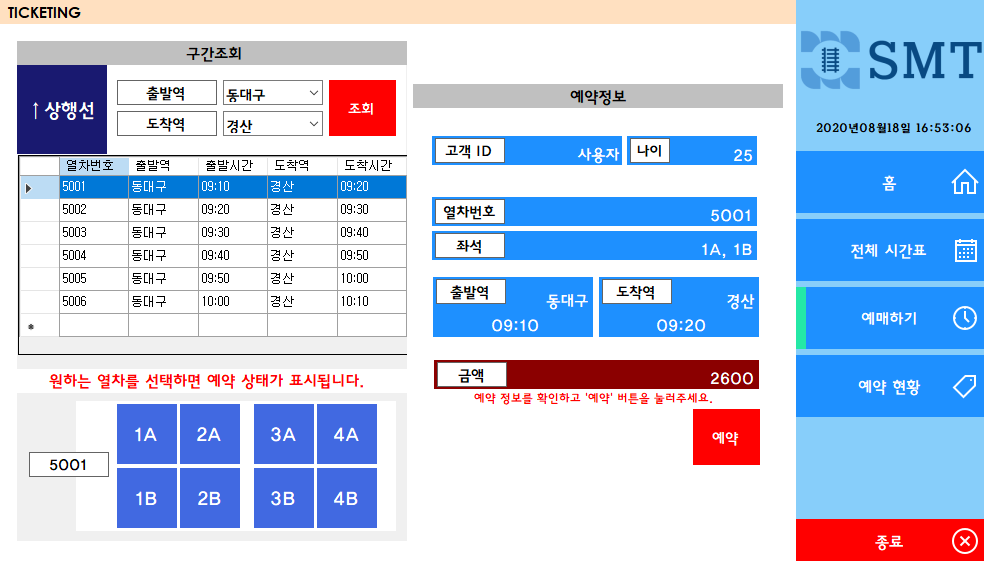 TICKETING
구간조회
↑상행선
출발역 동대구
도착역 경산
조회
열차번호 출발역 출발시간 도착역 도착시간
5001 동대구 09:10 경산 09:20
5002 동대구 09:20 경산 09:30
5003 동대구 09:30 경산 09:40
5004 동대구 09:40 경산 09:50
5005 동대구 09:50 경산 10:00
5006 동대구 10:00 경산 10:10
원하는 열차를 선택하면 예약 상태가 표시됩니다.
5001
1A 2A 3A 4A
1B 2B 3B 4B
예약정보
고객 ID 사용자 나이 25
열차번호 5001
좌석 1A, 1B
출발역 동대구 도착역 경산
09:10 09:20
금액 2600
예약 정보를 확인하고 '예약' 버튼을 눌러주세요.
예약
SMT
2020년08월18일 16:53:06
홈
전체 시간표
예매하기
예약 현황
종료